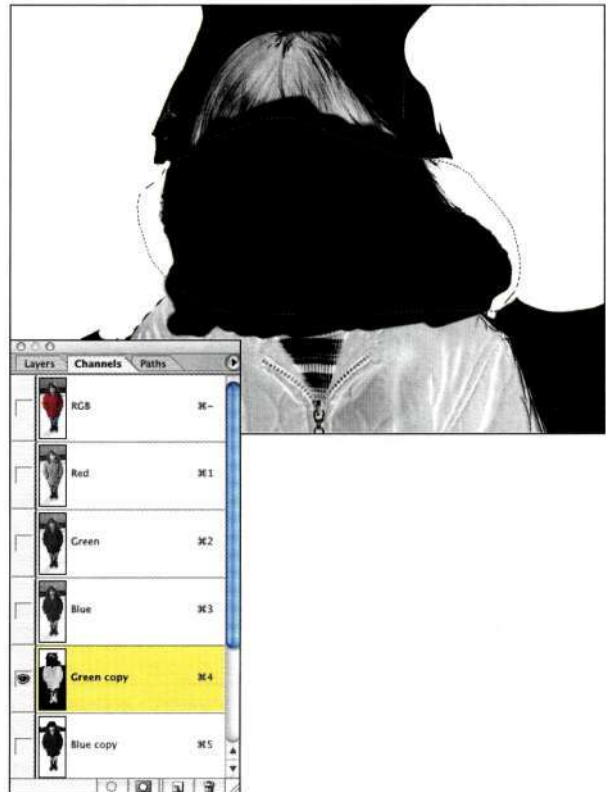 Layers Channels Paths
RGB ⌘~
Red ⌘1
Green ⌘2
Blue ⌘3
Green copy ⌘4
Blue copy ⌘5